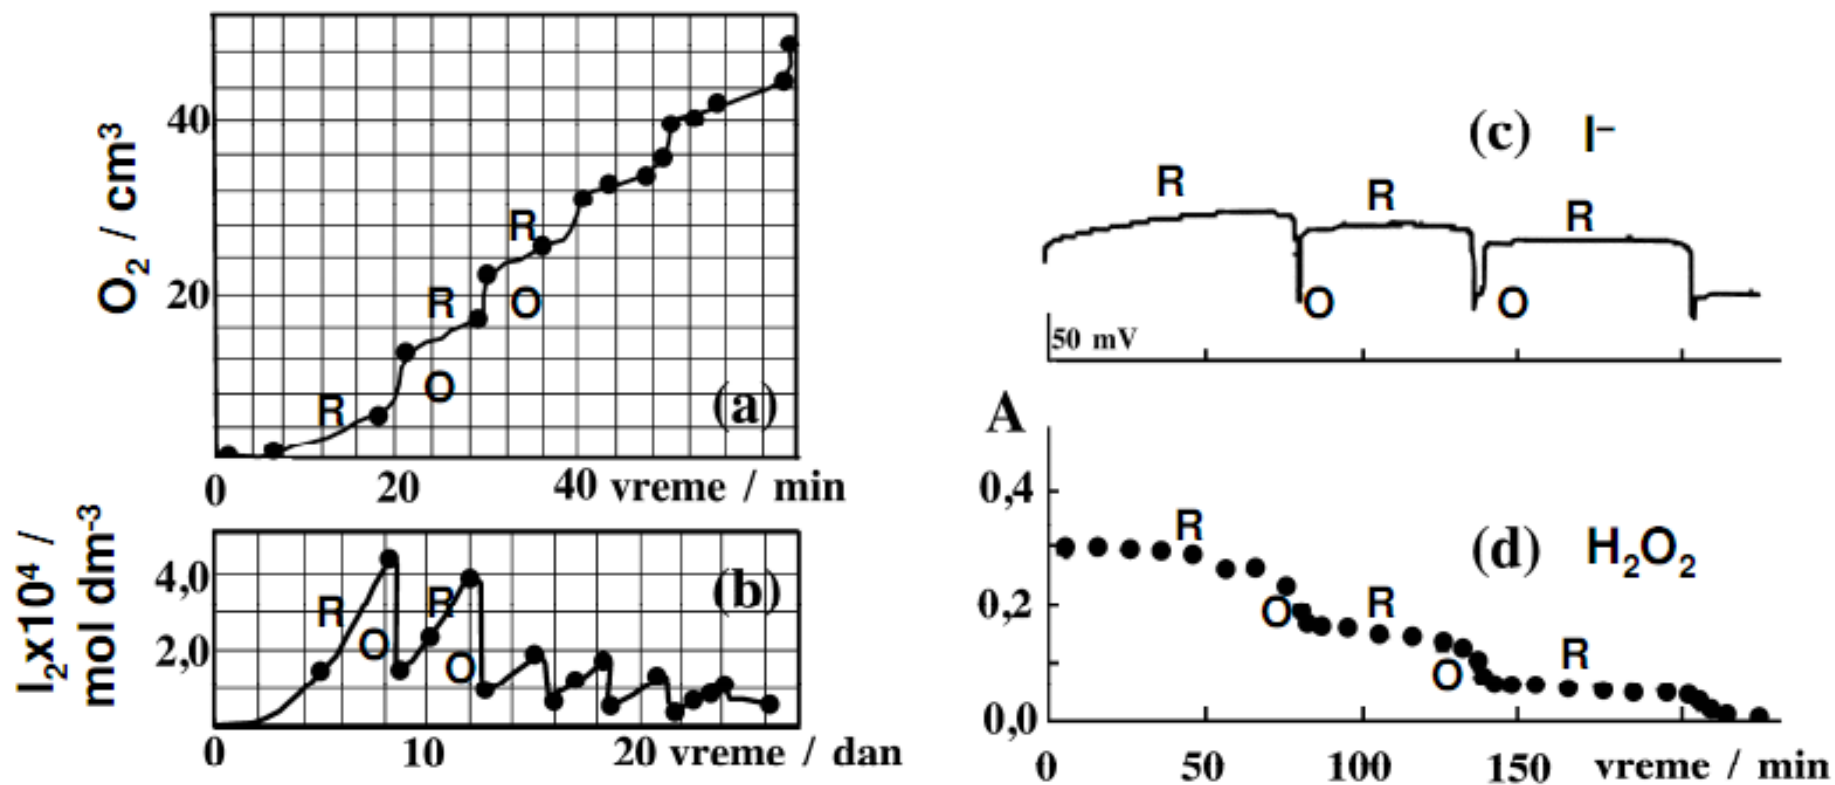 O₂ / cm³
40
20
R
O
R
O
R
(a)
0 20 40 vreme / min
I₂x10⁴ /
mol dm⁻³
4,0
2,0
R
O
R
O
(b)
0 10 20 vreme / dan
(c) I⁻
R
R
R
O
O
50 mV
A
0,4
0,2
0,0
R
O
R
O
R
(d) H₂O₂
0 50 100 150 vreme / min